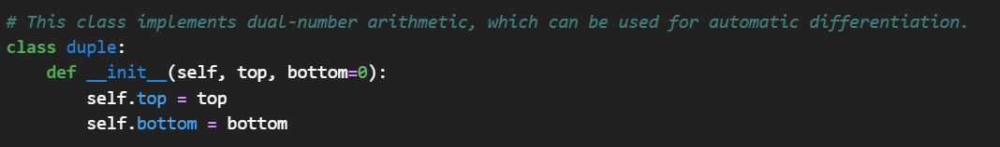 # This class implements dual-number arithmetic, which can be used for automatic differentiation.
class duple:
    def __init__(self, top, bottom=0):
        self.top = top
        self.bottom = bottom